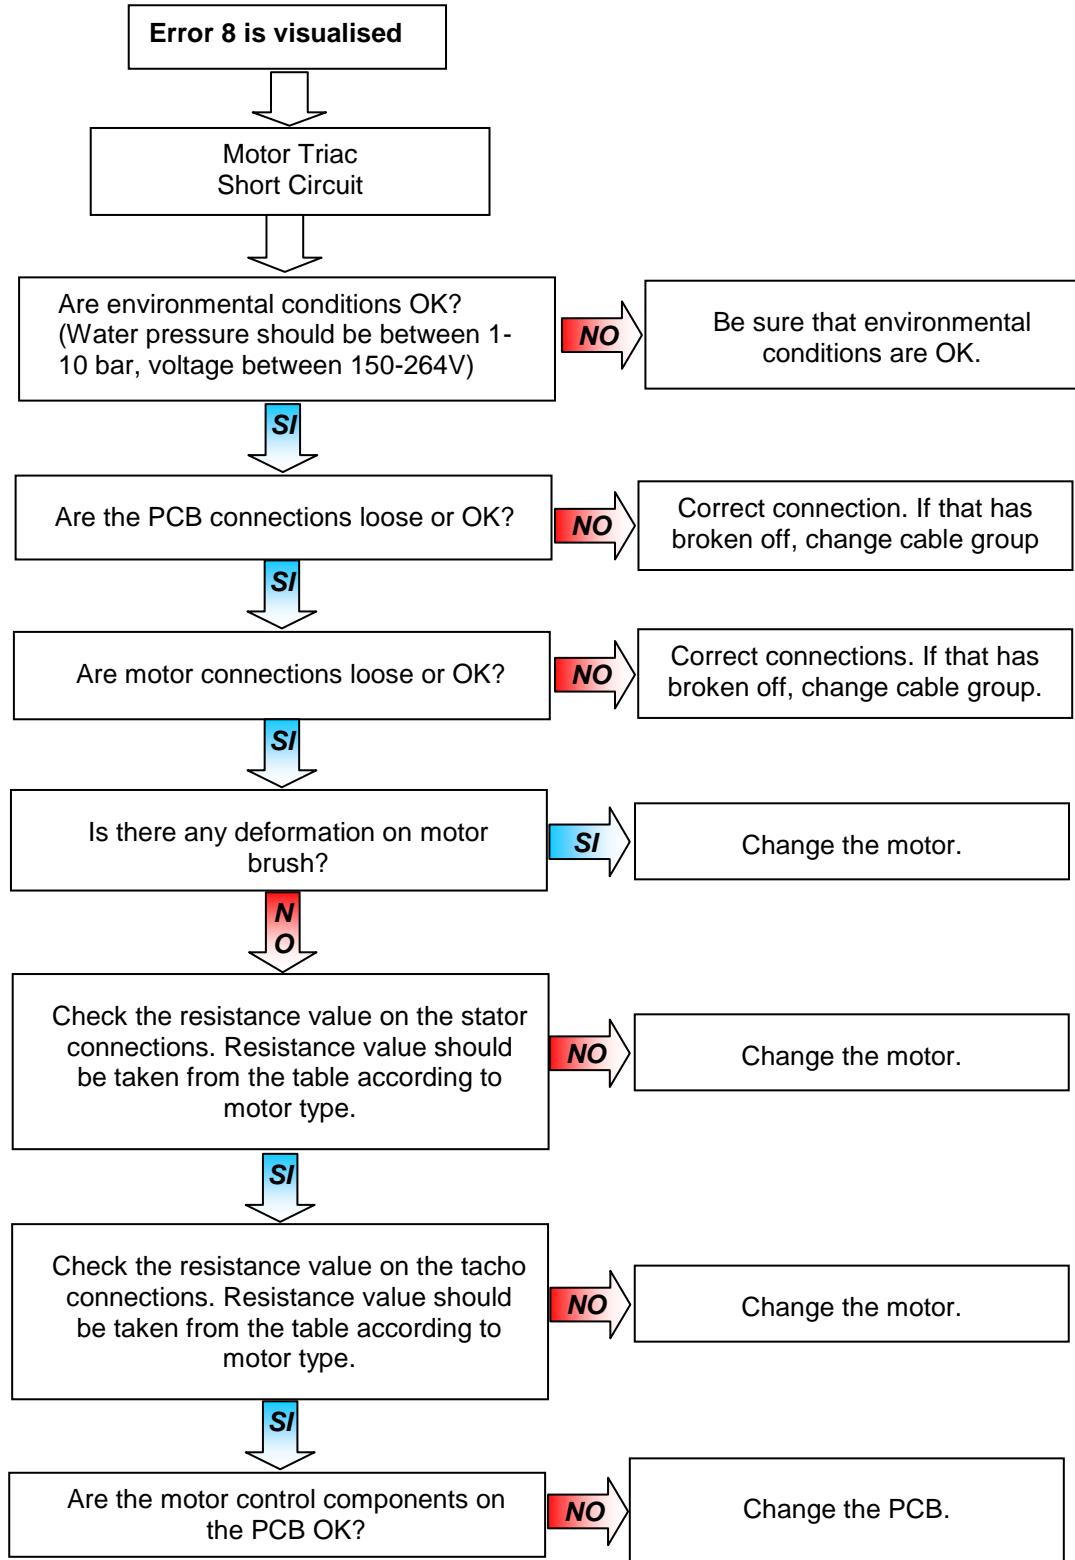 Error 8 is visualised
Motor Triac
Short Circuit
Are environmental conditions OK?
(Water pressure should be between 1-
10 bar, voltage between 150-264V)
NO
Be sure that environmental
conditions are OK.
SI
Are the PCB connections loose or OK?
NO
Correct connection. If that has
broken off, change cable group
SI
Are motor connections loose or OK?
NO
Correct connections. If that has
broken off, change cable group.
SI
Is there any deformation on motor
brush?
SI
Change the motor.
N
O
Check the resistance value on the stator
connections. Resistance value should
be taken from the table according to
motor type.
NO
Change the motor.
SI
Check the resistance value on the tacho
connections. Resistance value should
be taken from the table according to
motor type.
NO
Change the motor.
SI
Are the motor control components on
the PCB OK?
NO
Change the PCB.